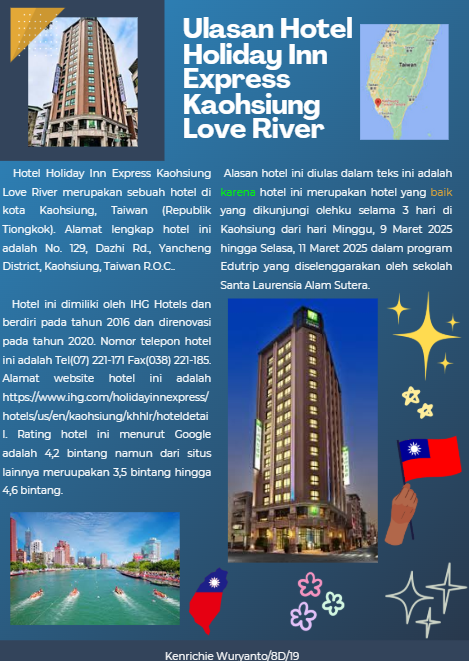 Ulasan Hotel
Holiday Inn
Express
Kaohsiung
Love River
Taiwan
Hotel Holiday Inn Express Kaohsiung
Love River merupakan sebuah hotel di
kota Kaohsiung, Taiwan (Republik
Tiongkok). Alamat lengkap hotel ini
adalah No. 129, Dazhi Rd., Yancheng
District, Kaohsiung, Taiwan R.O.C..
Hotel ini dimiliki oleh IHG Hotels dan
berdiri pada tahun 2016 dan direnovasi
pada tahun 2020. Nomor telepon hotel
ini adalah Tel(07) 221-171 Fax(038) 221-185.
Alamat website hotel ini adalah
https://www.ihg.com/holidayinnexpress/
hotels/us/en/kaohsiung/khhlr/hoteldetai
l. Rating hotel ini menurut Google
adalah 4,2 bintang namun dari situs
lainnya meruupakan 3,5 bintang hingga
4,6 bintang.
Alasan hotel ini diulas dalam teks ini adalah
karena hotel ini merupakan hotel yang baik
yang dikunjungi olehku selama 3 hari di
Kaohsiung dari hari Minggu, 9 Maret 2025
hingga Selasa, 11 Maret 2025 dalam program
Edutrip yang diselenggarakan oleh sekolah
Santa Laurensia Alam Sutera.
Kenrichie Wuryanto/8D/19